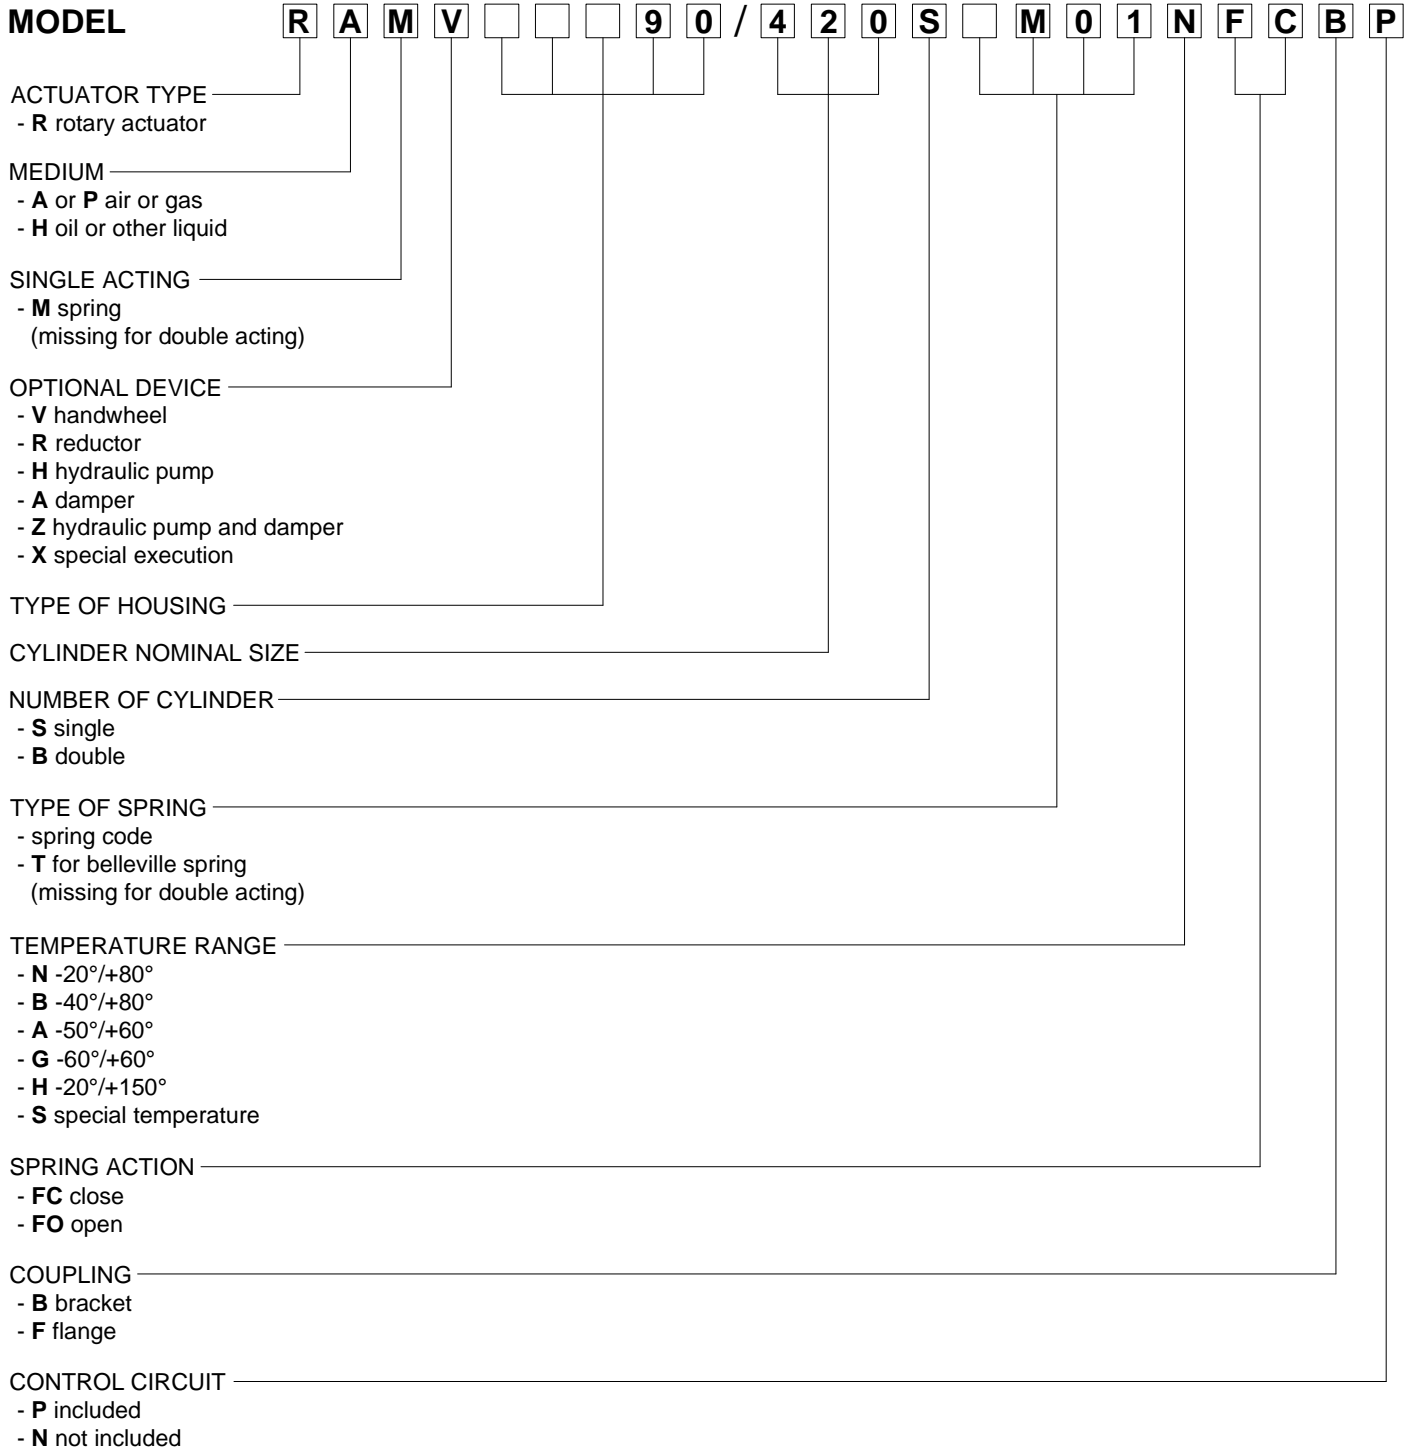 MODEL R A M V 9 0 / 4 2 0 S M 0 1 N F C B P
ACTUATOR TYPE
- R rotary actuator
MEDIUM
- A or P air or gas
- H oil or other liquid
SINGLE ACTING
- M spring
(missing for double acting)
OPTIONAL DEVICE
- V handwheel
- R reductor
- H hydraulic pump
- A damper
- Z hydraulic pump and damper
- X special execution
TYPE OF HOUSING
CYLINDER NOMINAL SIZE
NUMBER OF CYLINDER
- S single
- B double
TYPE OF SPRING
- spring code
- T for belleville spring
(missing for double acting)
TEMPERATURE RANGE
- N -20°/+80°
- B -40°/+80°
- A -50°/+60°
- G -60°/+60°
- H -20°/+150°
- S special temperature
SPRING ACTION
- FC close
- FO open
COUPLING
- B bracket
- F flange
CONTROL CIRCUIT
- P included
- N not included